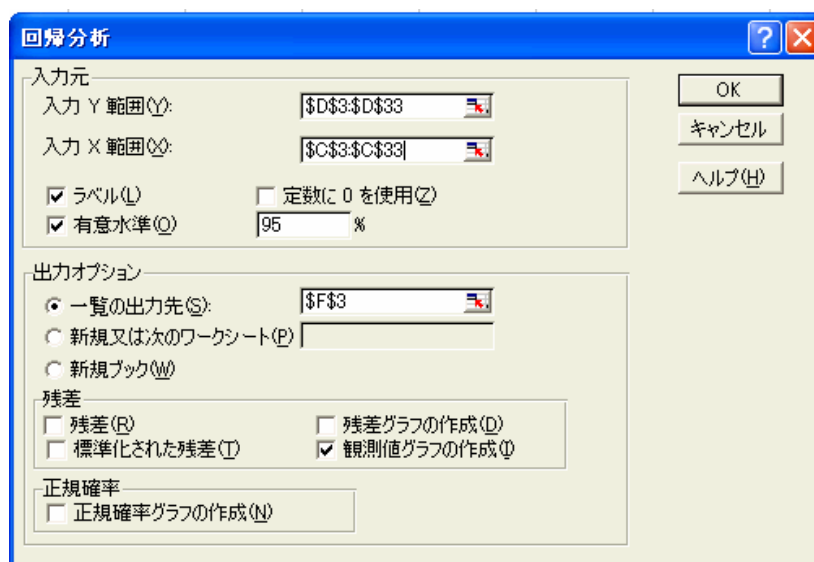 回帰分析
入力元
入力 Y 範囲(Y): $D$3:$D$33
入力 X 範囲(X): $C$3:$C$33
ラベル(L) 定数に 0 を使用(Z)
有意水準(O) 95 %
OK
キャンセル
ヘルプ(H)
出力オプション
一覧の出力先(S): $F$3
新規又は次のワークシート(P)
新規ブック(W)
残差
残差(R) 残差グラフの作成(D)
標準化された残差(T) 観測値グラフの作成(I)
正規確率
正規確率グラフの作成(N)